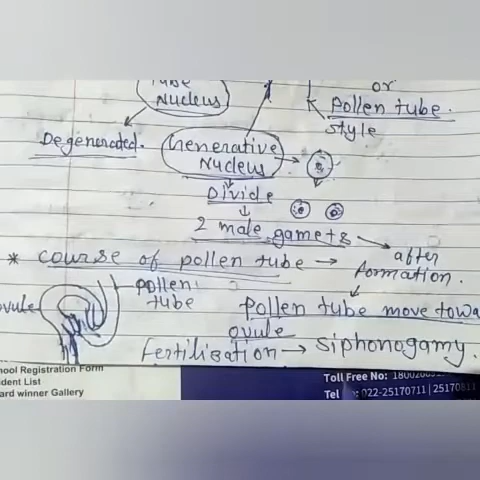 Tube
Nucleus
or
Pollen tube.
style
Degenerated.
Generative
Nucleus
Divide
2 male gamets
after
formation.
* course of pollen tube →
pollen
tube
ovule
pollen tube move towa
ovule
fertilisation → siphonogamy.
hool Registration Form
dent List
ard winner Gallery
Toll Free No:
Tel : 022-25170711 | 25170811